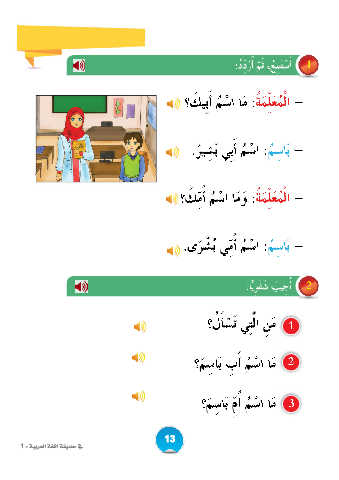 1 أَسْتَمِعُ، ثُمَّ أُرَدِّدُ:
– الْمُعَلِّمَةُ: مَا اسْمُ أَبِيكَ؟
– بَاسِمٌ: اسْمُ أَبِي بَشِيرٌ.
– الْمُعَلِّمَةُ: وَمَا اسْمُ أُمِّكَ؟
– بَاسِمٌ: اسْمُ أُمِّي بُشْرَى.
2 أُجِيبُ شَفَوِيًّا:
1 مَنِ الَّتِي تَسْأَلُ؟
2 مَا اسْمُ أَبِ بَاسِمٍ؟
3 مَا اسْمُ أُمِّ بَاسِمٍ؟
13
في حديقة اللغة العربية - 1